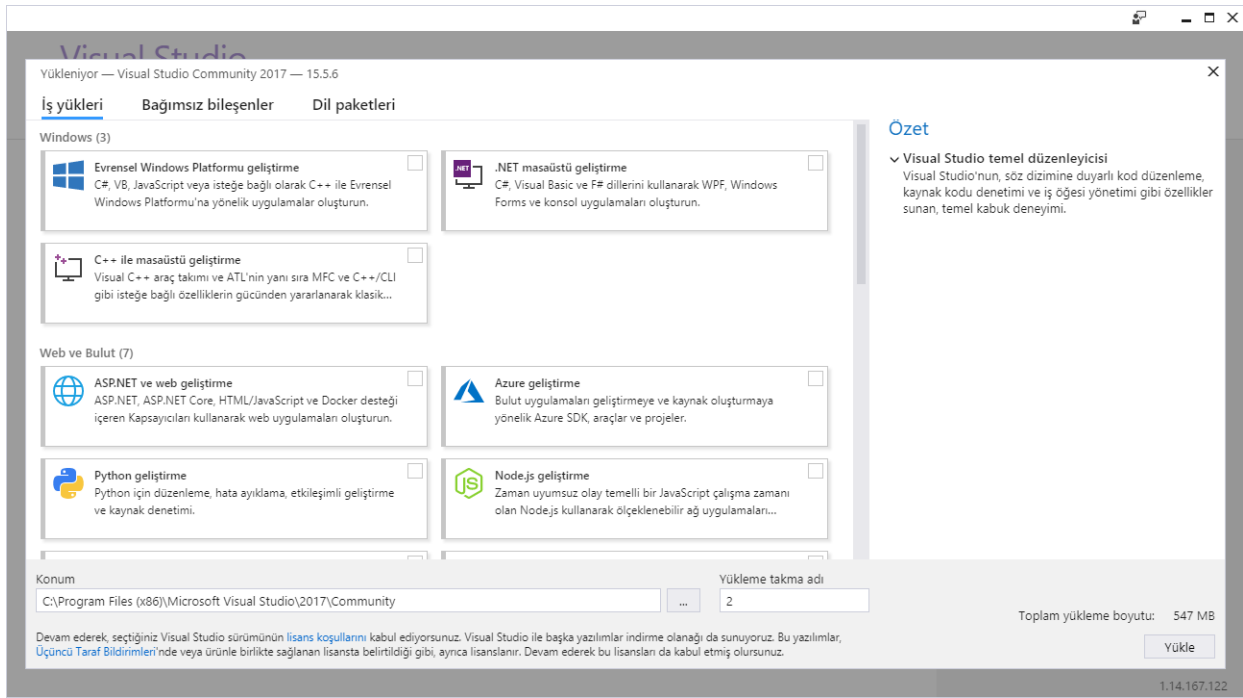 Visual Studio
Yükleniyor — Visual Studio Community 2017 — 15.5.6
İş yükleri
Bağımsız bileşenler
Dil paketleri
Windows (3)
Evrensel Windows Platformu geliştirme
C#, VB, JavaScript veya isteğe bağlı olarak C++ ile Evrensel
Windows Platformu'na yönelik uygulamalar oluşturun.
.NET
.NET masaüstü geliştirme
C#, Visual Basic ve F# dillerini kullanarak WPF, Windows
Forms ve konsol uygulamaları oluşturun.
C++ ile masaüstü geliştirme
Visual C++ araç takımı ve ATL'nin yanı sıra MFC ve C++/CLI
gibi isteğe bağlı özelliklerin gücünden yararlanarak klasik...
Web ve Bulut (7)
ASP.NET ve web geliştirme
ASP.NET, ASP.NET Core, HTML/JavaScript ve Docker desteği
içeren Kapsayıcıları kullanarak web uygulamaları oluşturun.
Azure geliştirme
Bulut uygulamaları geliştirmeye ve kaynak oluşturmaya
yönelik Azure SDK, araçlar ve projeler.
Python geliştirme
Python için düzenleme, hata ayıklama, etkileşimli geliştirme
ve kaynak denetimi.
JS
Node.js geliştirme
Zaman uyumsuz olay temelli bir JavaScript çalışma zamanı
olan Node.js kullanarak ölçeklenebilir ağ uygulamaları...
Özet
Visual Studio temel düzenleyicisi
Visual Studio'nun, söz dizimine duyarlı kod düzenleme,
kaynak kodu denetimi ve iş öğesi yönetimi gibi özellikler
sunan, temel kabuk deneyimi.
Konum
C:\Program Files (x86)\Microsoft Visual Studio\2017\Community
...
Yükleme takma adı
2
Toplam yükleme boyutu: 547 MB
Devam ederek, seçtiğiniz Visual Studio sürümünün lisans koşullarını kabul ediyorsunuz. Visual Studio ile başka yazılımlar indirme olanağı da sunuyoruz. Bu yazılımlar,
Üçüncü Taraf Bildirimleri'nde veya ürünle birlikte sağlanan lisansta belirtildiği gibi, ayrıca lisanslanır. Devam ederek bu lisansları da kabul etmiş olursunuz.
Yükle
1.14.167.122